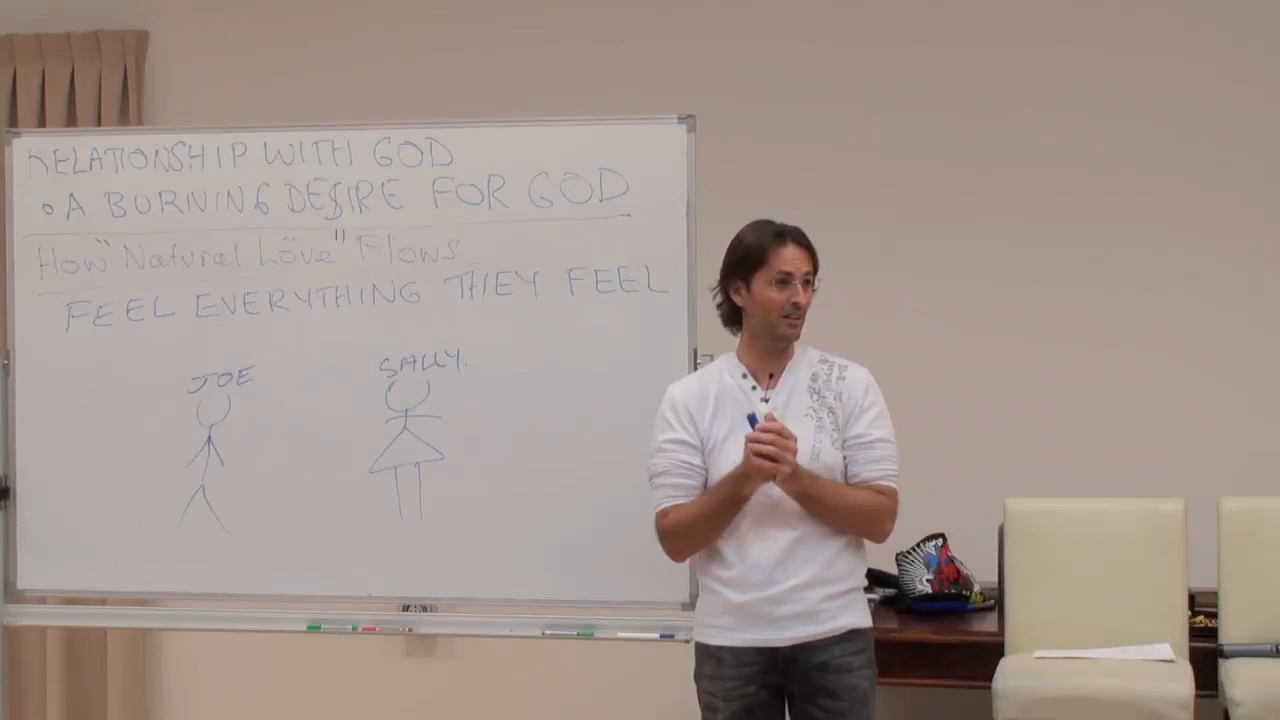 RELATIONSHIP WITH GOD
• A BURNING DESIRE FOR GOD
How "Natural Love" Flows
FEEL EVERYTHING THEY FEEL
JOE
SALLY.